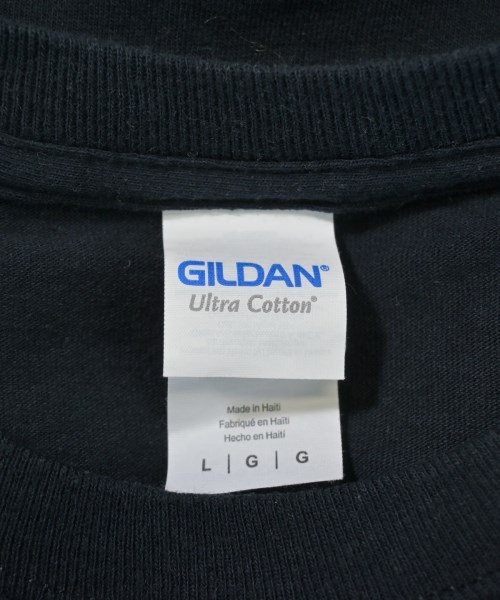 GILDAN®
Ultra Cotton®
Made in Haiti
Fabriqué en Haïti
Hecho en Haití
L | G | G